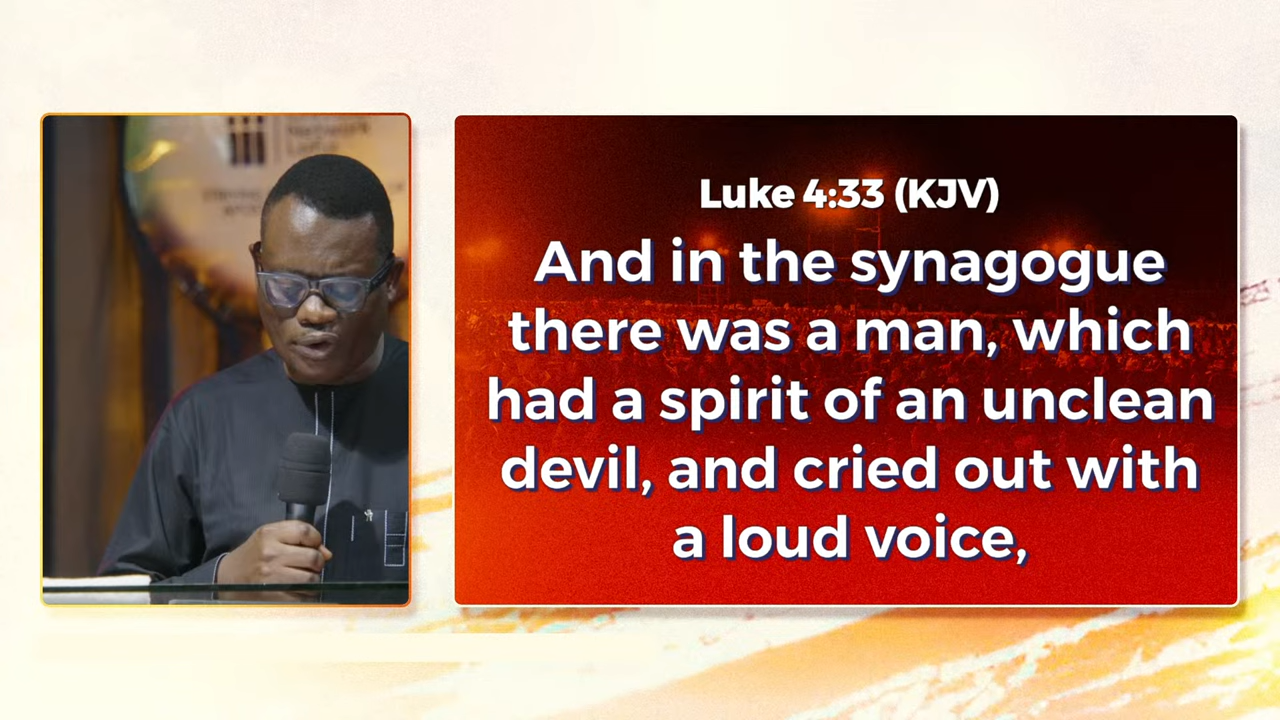 Luke 4:33 (KJV)
And in the synagogue
there was a man, which
had a spirit of an unclean
devil, and cried out with
a loud voice,